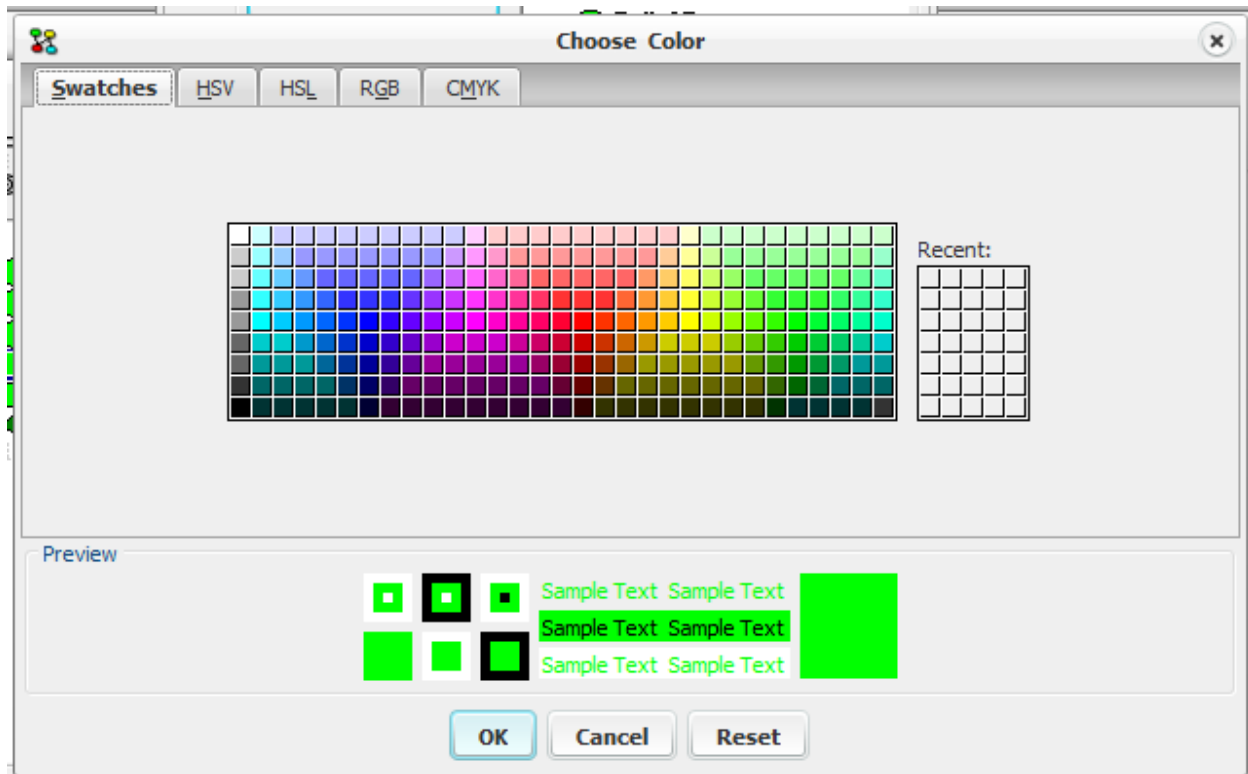 Choose Color
Swatches HSV HSL RGB CMYK
Recent:
Preview
Sample Text Sample Text
Sample Text Sample Text
Sample Text Sample Text
OK Cancel Reset